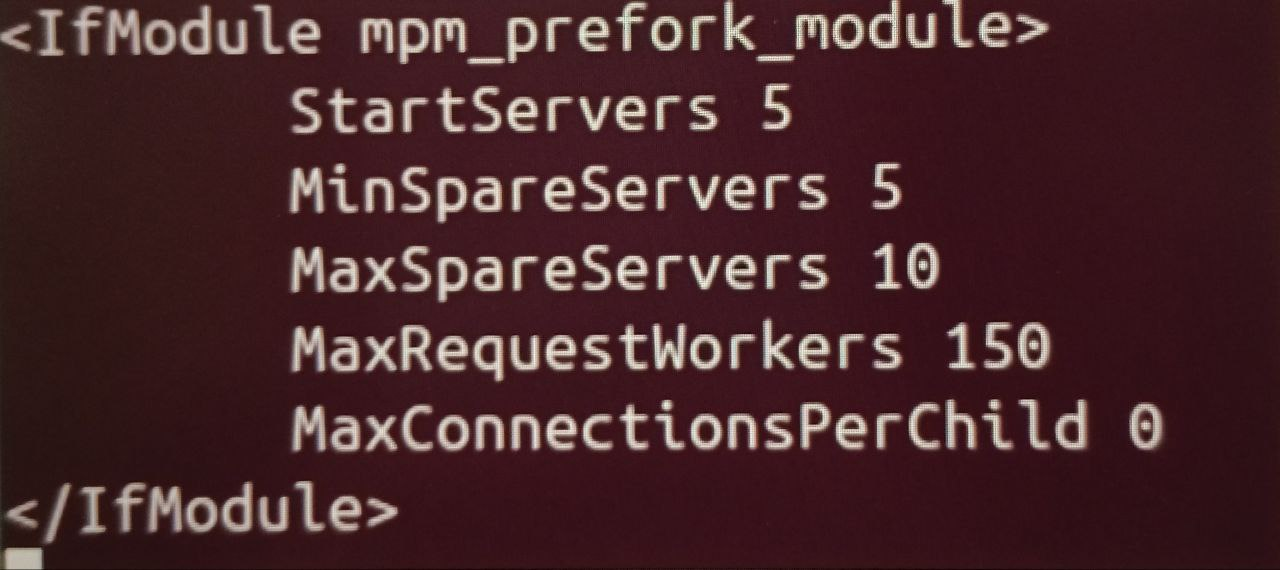 <IfModule mpm_prefork_module>
StartServers 5
MinSpareServers 5
MaxSpareServers 10
MaxRequestWorkers 150
MaxConnectionsPerChild 0
</IfModule>